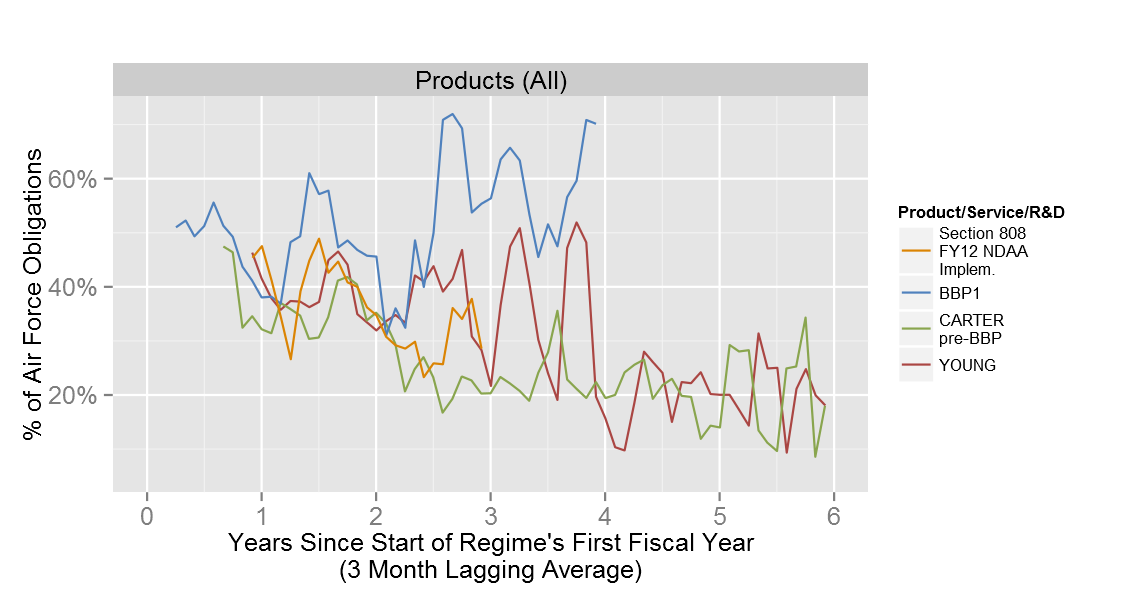 Products (All)
% of Air Force Obligations
60%
40%
20%
0 1 2 3 4 5 6
Years Since Start of Regime's First Fiscal Year
(3 Month Lagging Average)
Product/Service/R&D
Section 808
FY12 NDAA
Implem.
BBP1
CARTER
pre-BBP
YOUNG